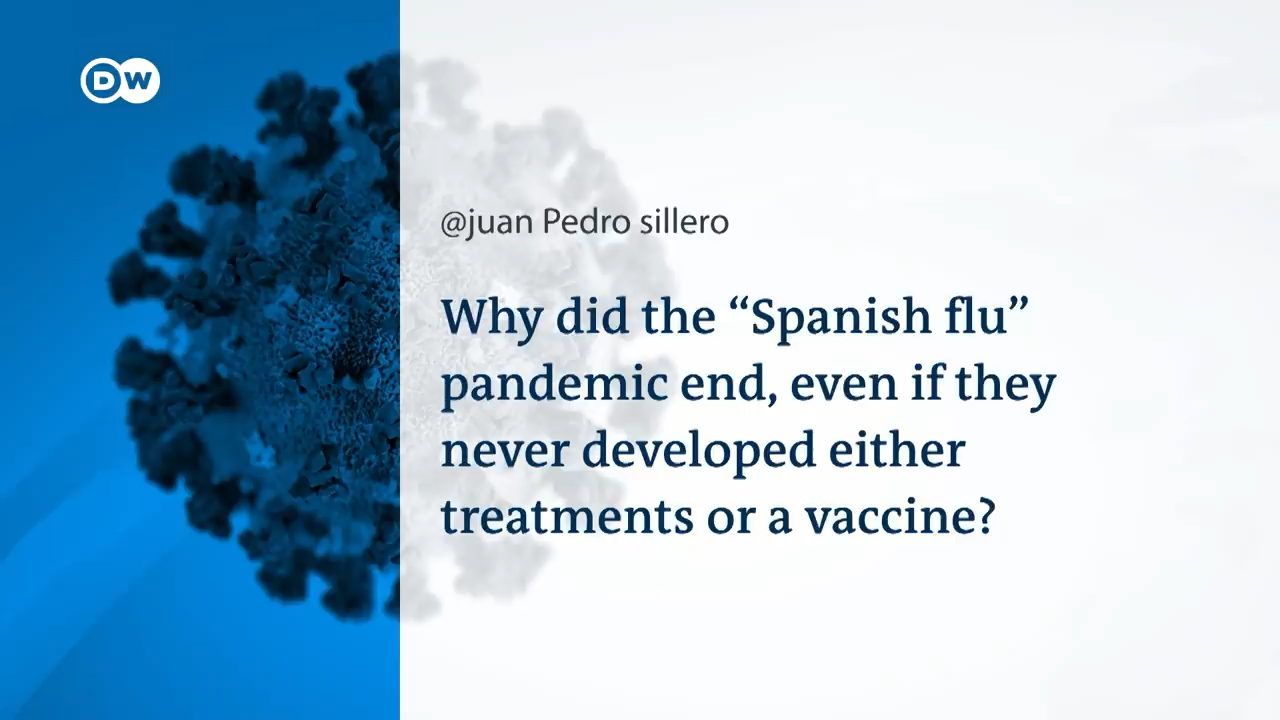 DW
@juan Pedro sillero
Why did the “Spanish flu”
pandemic end, even if they
never developed either
treatments or a vaccine?